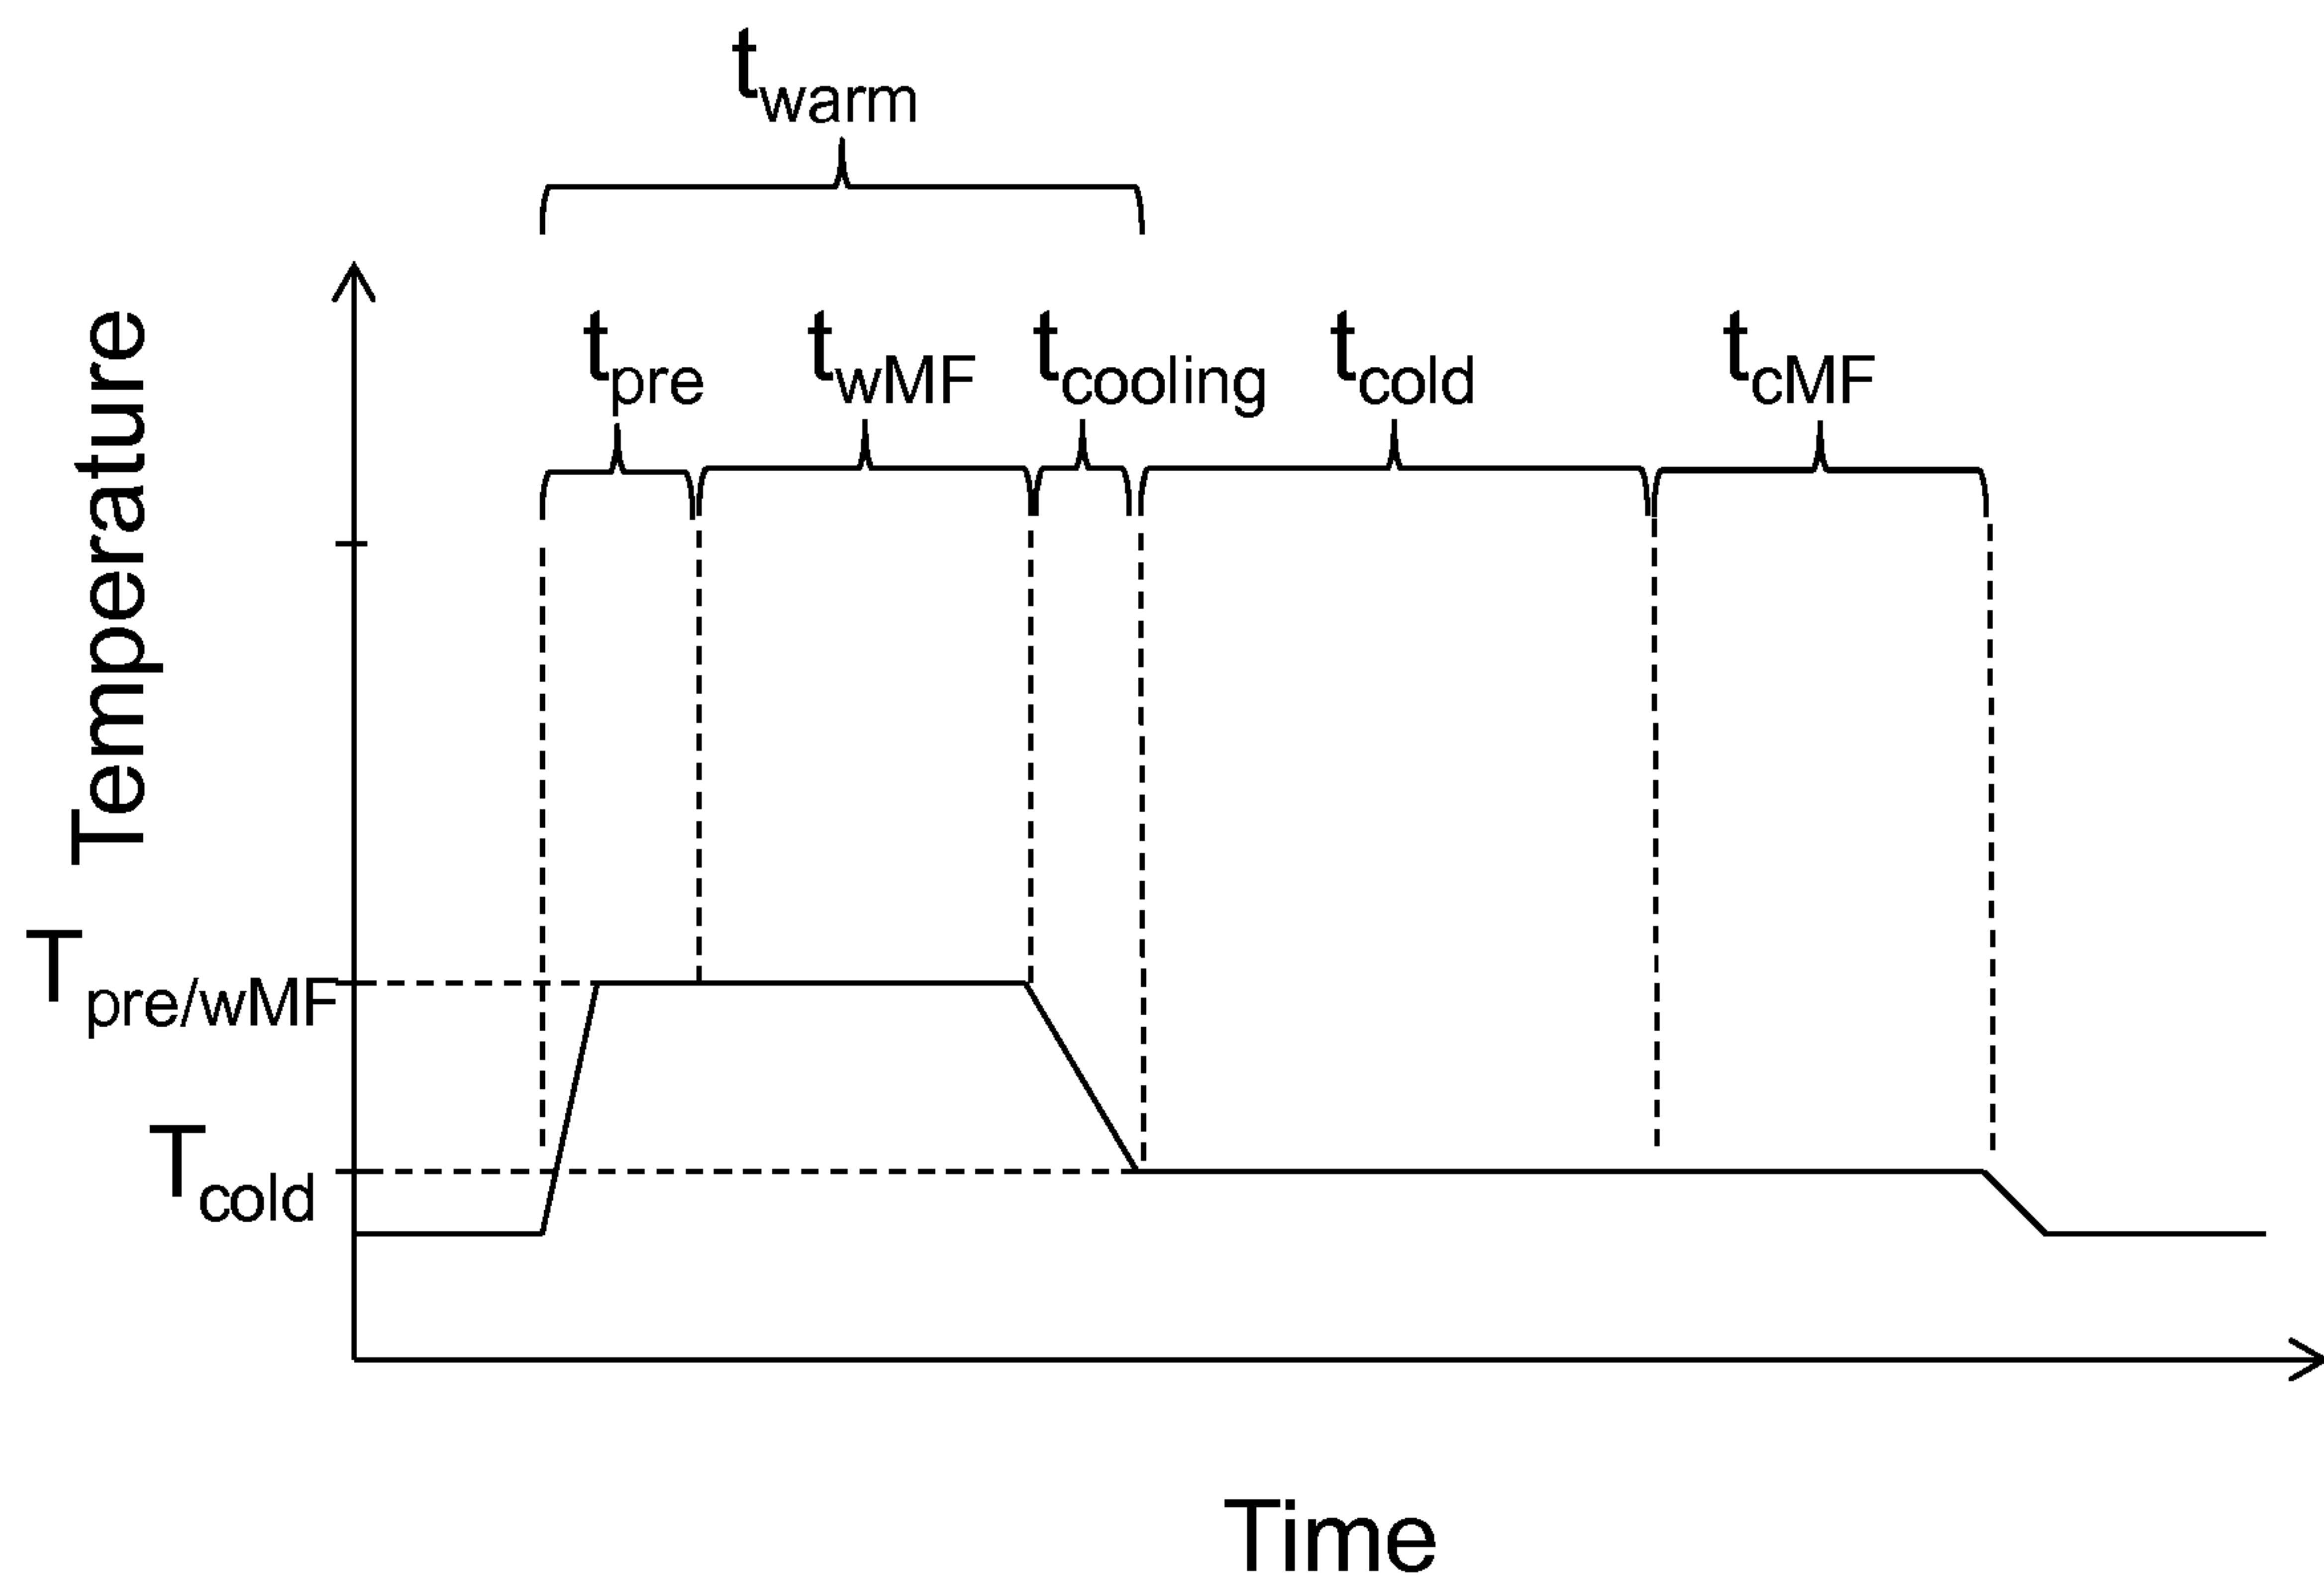 t_warm
t_pre t_wMF t_cooling t_cold t_cMF
Temperature
T_pre/wMF
T_cold
Time